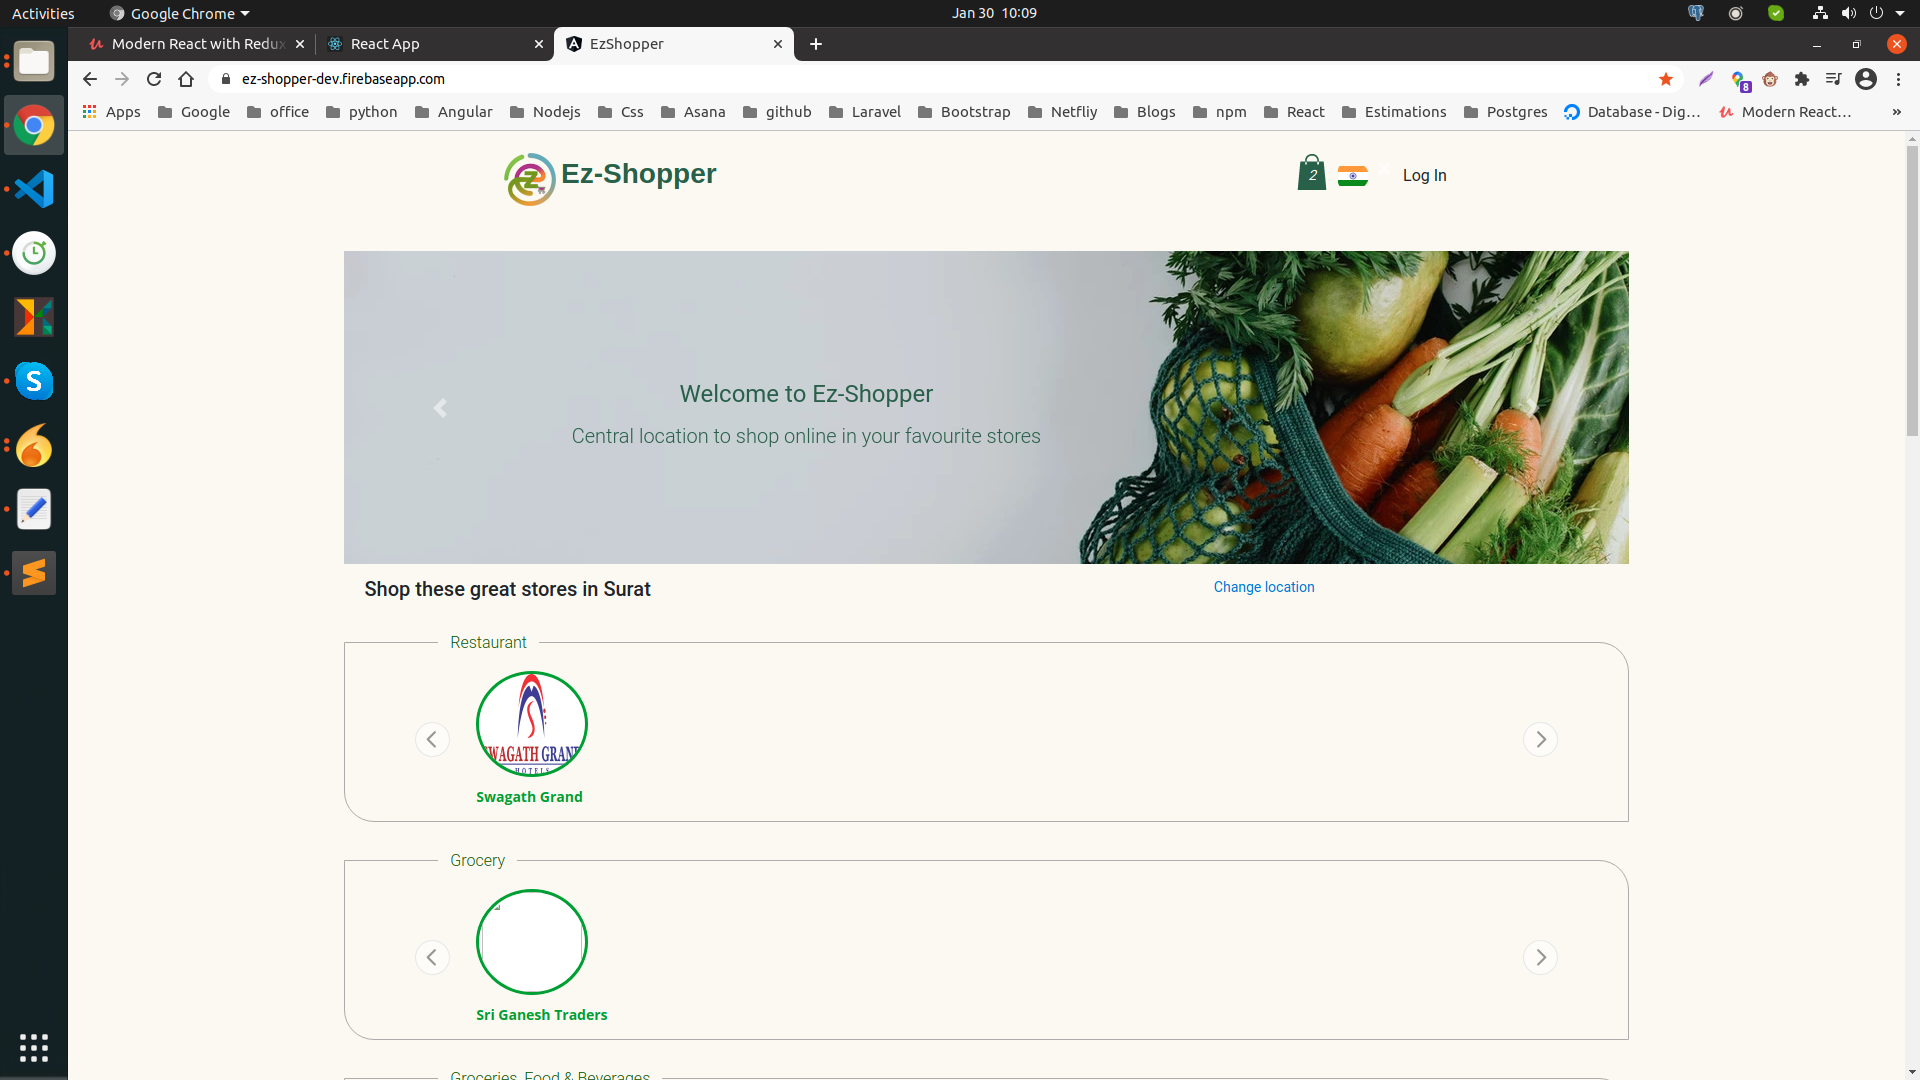 Activities
Google Chrome
Jan 30 10:09
Modern React with Redux
React App
EzShopper
ez-shopper-dev.firebaseapp.com
8
Apps
Google
office
python
Angular
Nodejs
Css
Asana
github
Laravel
Bootstrap
Netfliy
Blogs
npm
React
Estimations
Postgres
Database - Dig...
Modern React...
»
Ez-Shopper
2
Log In
Welcome to Ez-Shopper
Central location to shop online in your favourite stores
Shop these great stores in Surat
Change location
Restaurant
SWAGATH GRAND
HOTELS
Swagath Grand
Grocery
Sri Ganesh Traders
Groceries, Food & Beverages